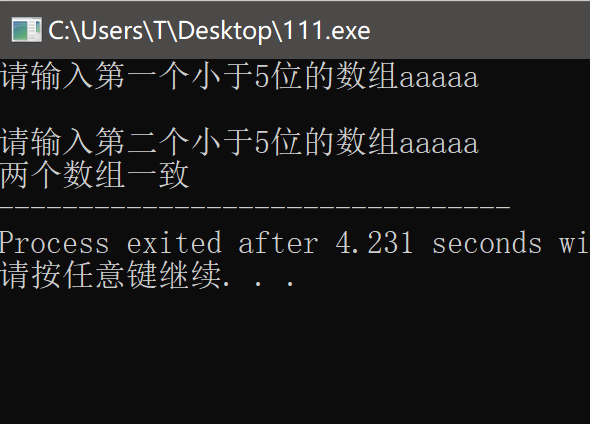 C:\Users\T\Desktop\111.exe
请输入第一个小于5位的数组aaaaa
请输入第二个小于5位的数组aaaaa
两个数组一致
--------------------------------
Process exited after 4.231 seconds wi
请按任意键继续. . .